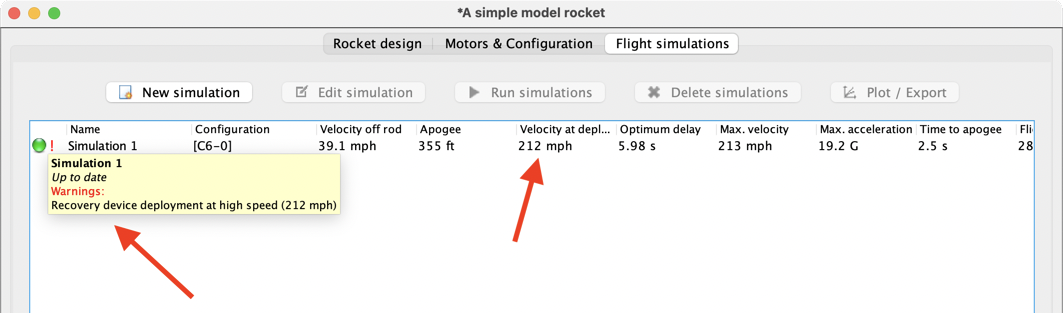 *A simple model rocket
Rocket design Motors & Configuration Flight simulations
New simulation Edit simulation Run simulations Delete simulations Plot / Export
Name Configuration Velocity off rod Apogee Velocity at depl... Optimum delay Max. velocity Max. acceleration Time to apogee Fli
! Simulation 1 [C6-0] 39.1 mph 355 ft 212 mph 5.98 s 213 mph 19.2 G 2.5 s 28
Simulation 1
Up to date
Warnings:
Recovery device deployment at high speed (212 mph)